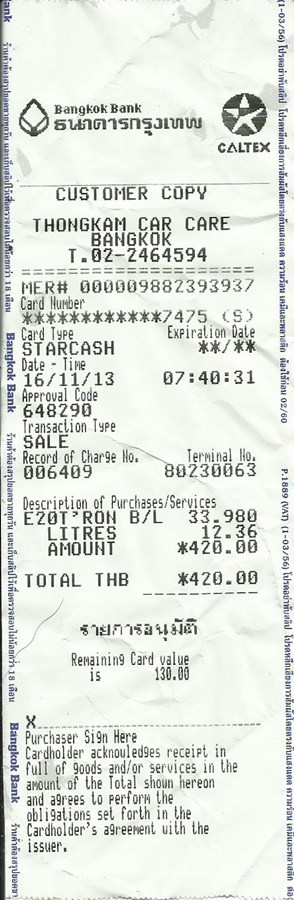 Bangkok Bank
ธนาคารกรุงเทพ
CALTEX
CUSTOMER COPY
THONGKAM CAR CARE
BANGKOK
T.02-2464594
MER# 000009882393937
Card Number
************7475 (S)
Card Type Expiration Date
STARCASH **/**
Date - Time
16/11/13 07:40:31
Approval Code
648290
Transaction Type
SALE
Record of Charge No. Terminal No.
006409 80230063
Description of Purchases/Services
E20T'RON B/L 33.980
LITRES 12.36
AMOUNT *420.00
TOTAL THB *420.00
รายการอนุมัติ
Remaining Card value
is 130.00
X
Purchaser Sign Here
Cardholder acknowledges receipt in
full of goods and/or services in the
amount of the Total shown hereon
and agrees to perform the
obligations set forth in the
Cardholder's agreement with the
issuer.
Bangkok Bank
Bangkok Bank
P.1889 (VVI) (1-03/56)